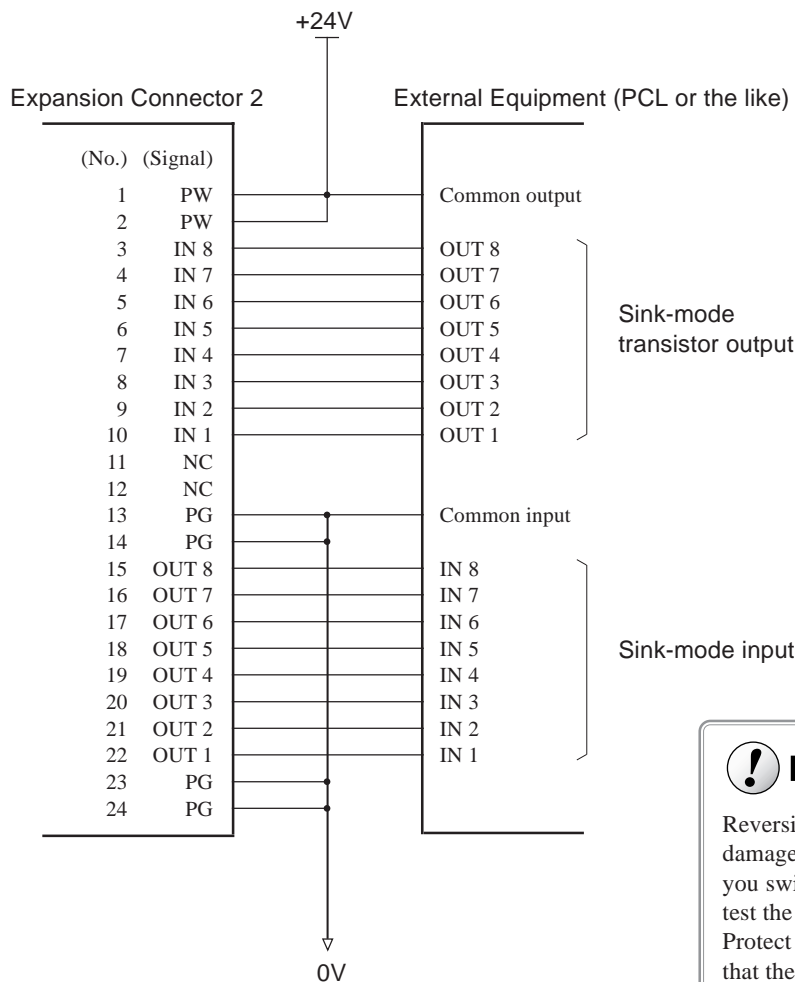 +24V
Expansion Connector 2 External Equipment (PCL or the like)
(No.) (Signal)
1 PW Common output
2 PW
3 IN 8 OUT 8
4 IN 7 OUT 7
5 IN 6 OUT 6
6 IN 5 OUT 5
7 IN 4 OUT 4
8 IN 3 OUT 3
9 IN 2 OUT 2
10 IN 1 OUT 1
Sink-mode
transistor output
11 NC
12 NC
13 PG Common input
14 PG
15 OUT 8 IN 8
16 OUT 7 IN 7
17 OUT 6 IN 6
18 OUT 5 IN 5
19 OUT 4 IN 4
20 OUT 3 IN 3
21 OUT 2 IN 2
22 OUT 1 IN 1
Sink-mode input
23 PG
24 PG
0V
damage
you swi
test the
Protect
that the